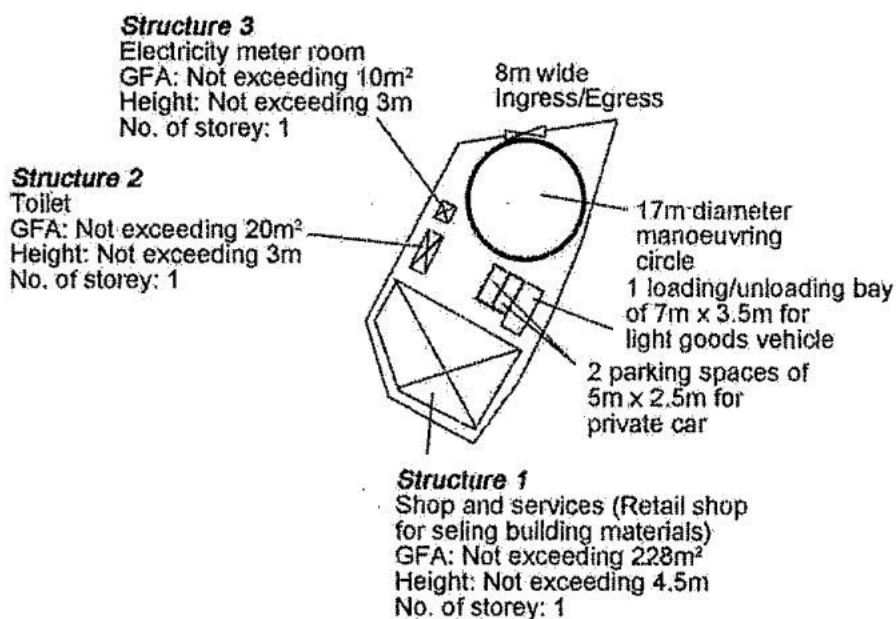 Structure 3
Electricity meter room
GFA: Not exceeding 10m²
Height: Not exceeding 3m
No. of storey: 1
8m wide
Ingress/Egress
Structure 2
Toilet
GFA: Not exceeding 20m²
Height: Not exceeding 3m
No. of storey: 1
17m diameter
manoeuvring
circle
1 loading/unloading bay
of 7m x 3.5m for
light goods vehicle
2 parking spaces of
5m x 2.5m for
private car
Structure 1
Shop and services (Retail shop
for seling building materials)
GFA: Not exceeding 228m²
Height: Not exceeding 4.5m
No. of storey: 1